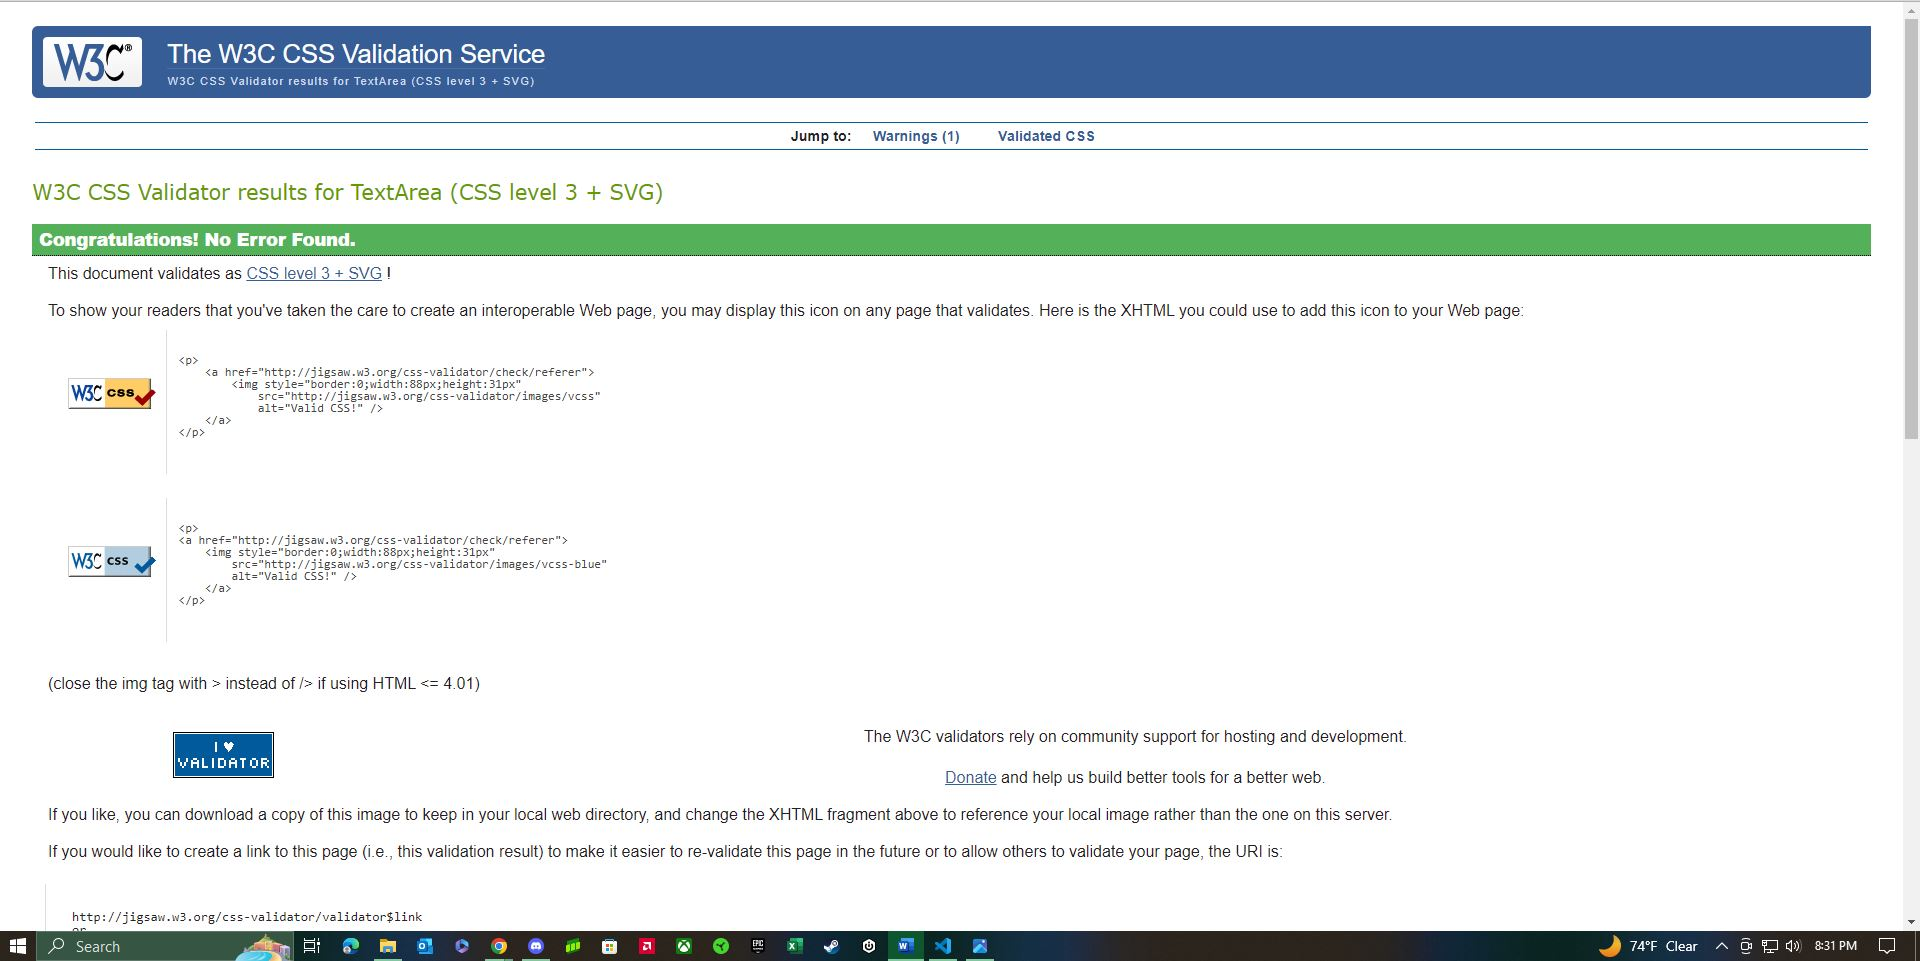 W3C®
The W3C CSS Validation Service
W3C CSS Validator results for TextArea (CSS level 3 + SVG)
Jump to: Warnings (1) Validated CSS
W3C CSS Validator results for TextArea (CSS level 3 + SVG)
Congratulations! No Error Found.
This document validates as CSS level 3 + SVG !
To show your readers that you've taken the care to create an interoperable Web page, you may display this icon on any page that validates. Here is the XHTML you could use to add this icon to your Web page:
W3C css
<p>
<a href="http://jigsaw.w3.org/css-validator/check/referer">
<img style="border:0;width:88px;height:31px"
src="http://jigsaw.w3.org/css-validator/images/vcss"
alt="Valid CSS!" />
</a>
</p>
W3C css
<p>
<a href="http://jigsaw.w3.org/css-validator/check/referer">
<img style="border:0;width:88px;height:31px"
src="http://jigsaw.w3.org/css-validator/images/vcss-blue"
alt="Valid CSS!" />
</a>
</p>
(close the img tag with > instead of /> if using HTML <= 4.01)
I ♥
VALIDATOR
The W3C validators rely on community support for hosting and development.
Donate and help us build better tools for a better web.
If you like, you can download a copy of this image to keep in your local web directory, and change the XHTML fragment above to reference your local image rather than the one on this server.
If you would like to create a link to this page (i.e., this validation result) to make it easier to re-validate this page in the future or to allow others to validate your page, the URI is:
http://jigsaw.w3.org/css-validator/validator$link
or
Search
EPIC
74°F Clear
8:31 PM